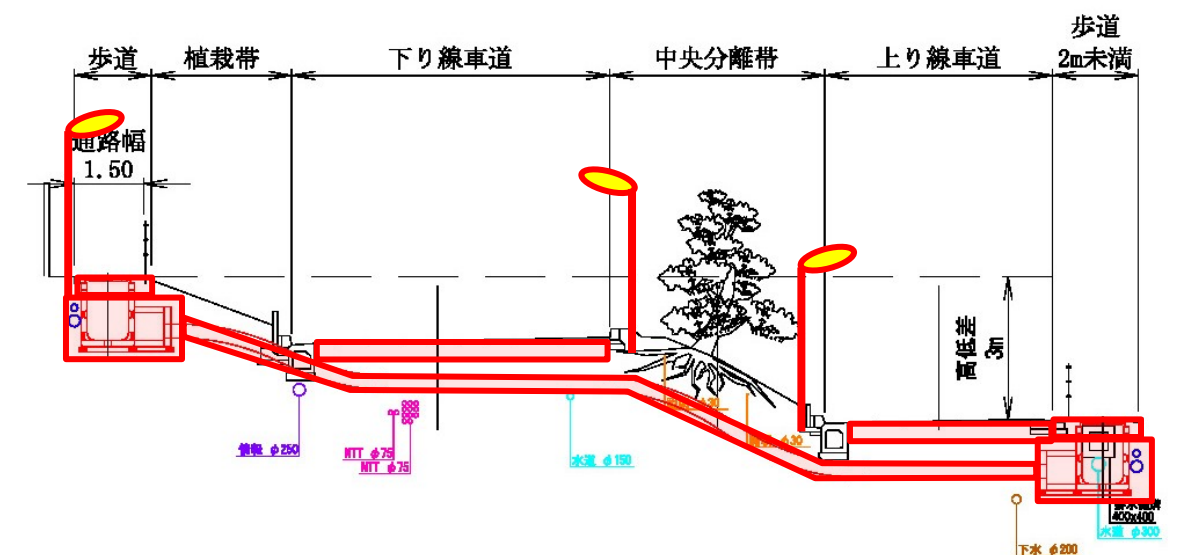 歩道
植栽帯
下り線車道
中央分離帯
上り線車道
歩道
2m未満
通路幅
1.50
高低差
3m
情報 φ250
NTT φ75
NTT φ75
水道 φ150
φ30
φ30
400x400
水道 φ300
下水 φ200